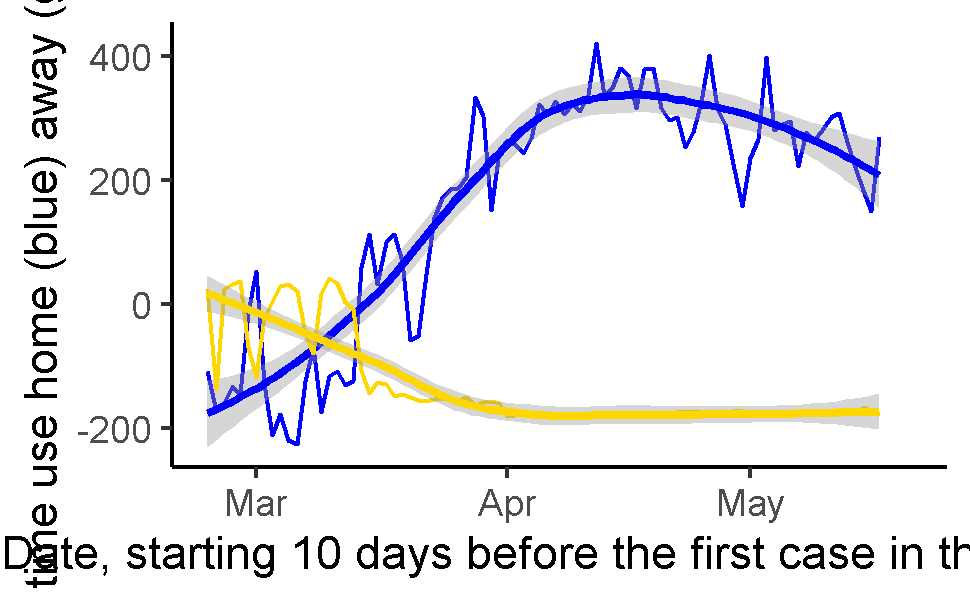 time use home (blue) away (
400
200
0
-200
Mar Apr May
Date, starting 10 days before the first case in th